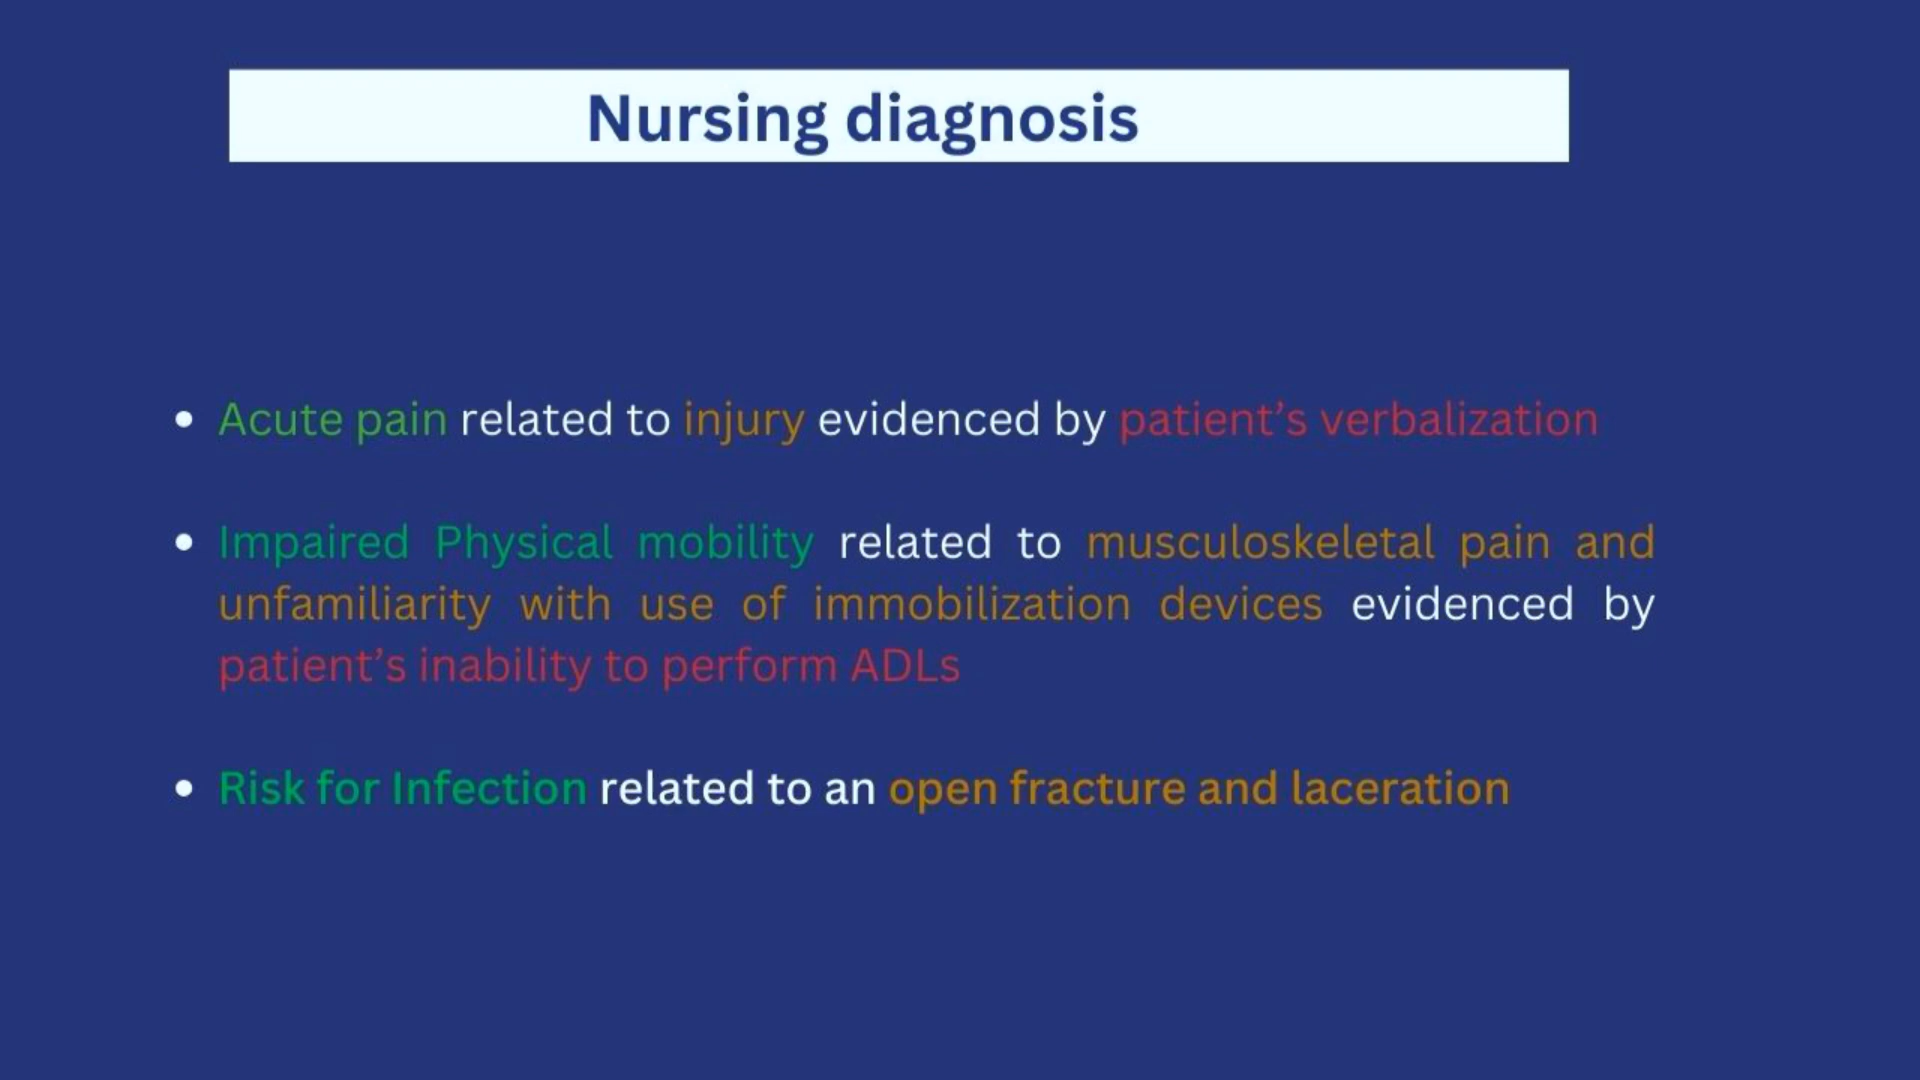 Nursing diagnosis
• Acute pain related to injury evidenced by patient’s verbalization
• Impaired Physical mobility related to musculoskeletal pain and
unfamiliarity with use of immobilization devices evidenced by
patient’s inability to perform ADLs
• Risk for Infection related to an open fracture and laceration